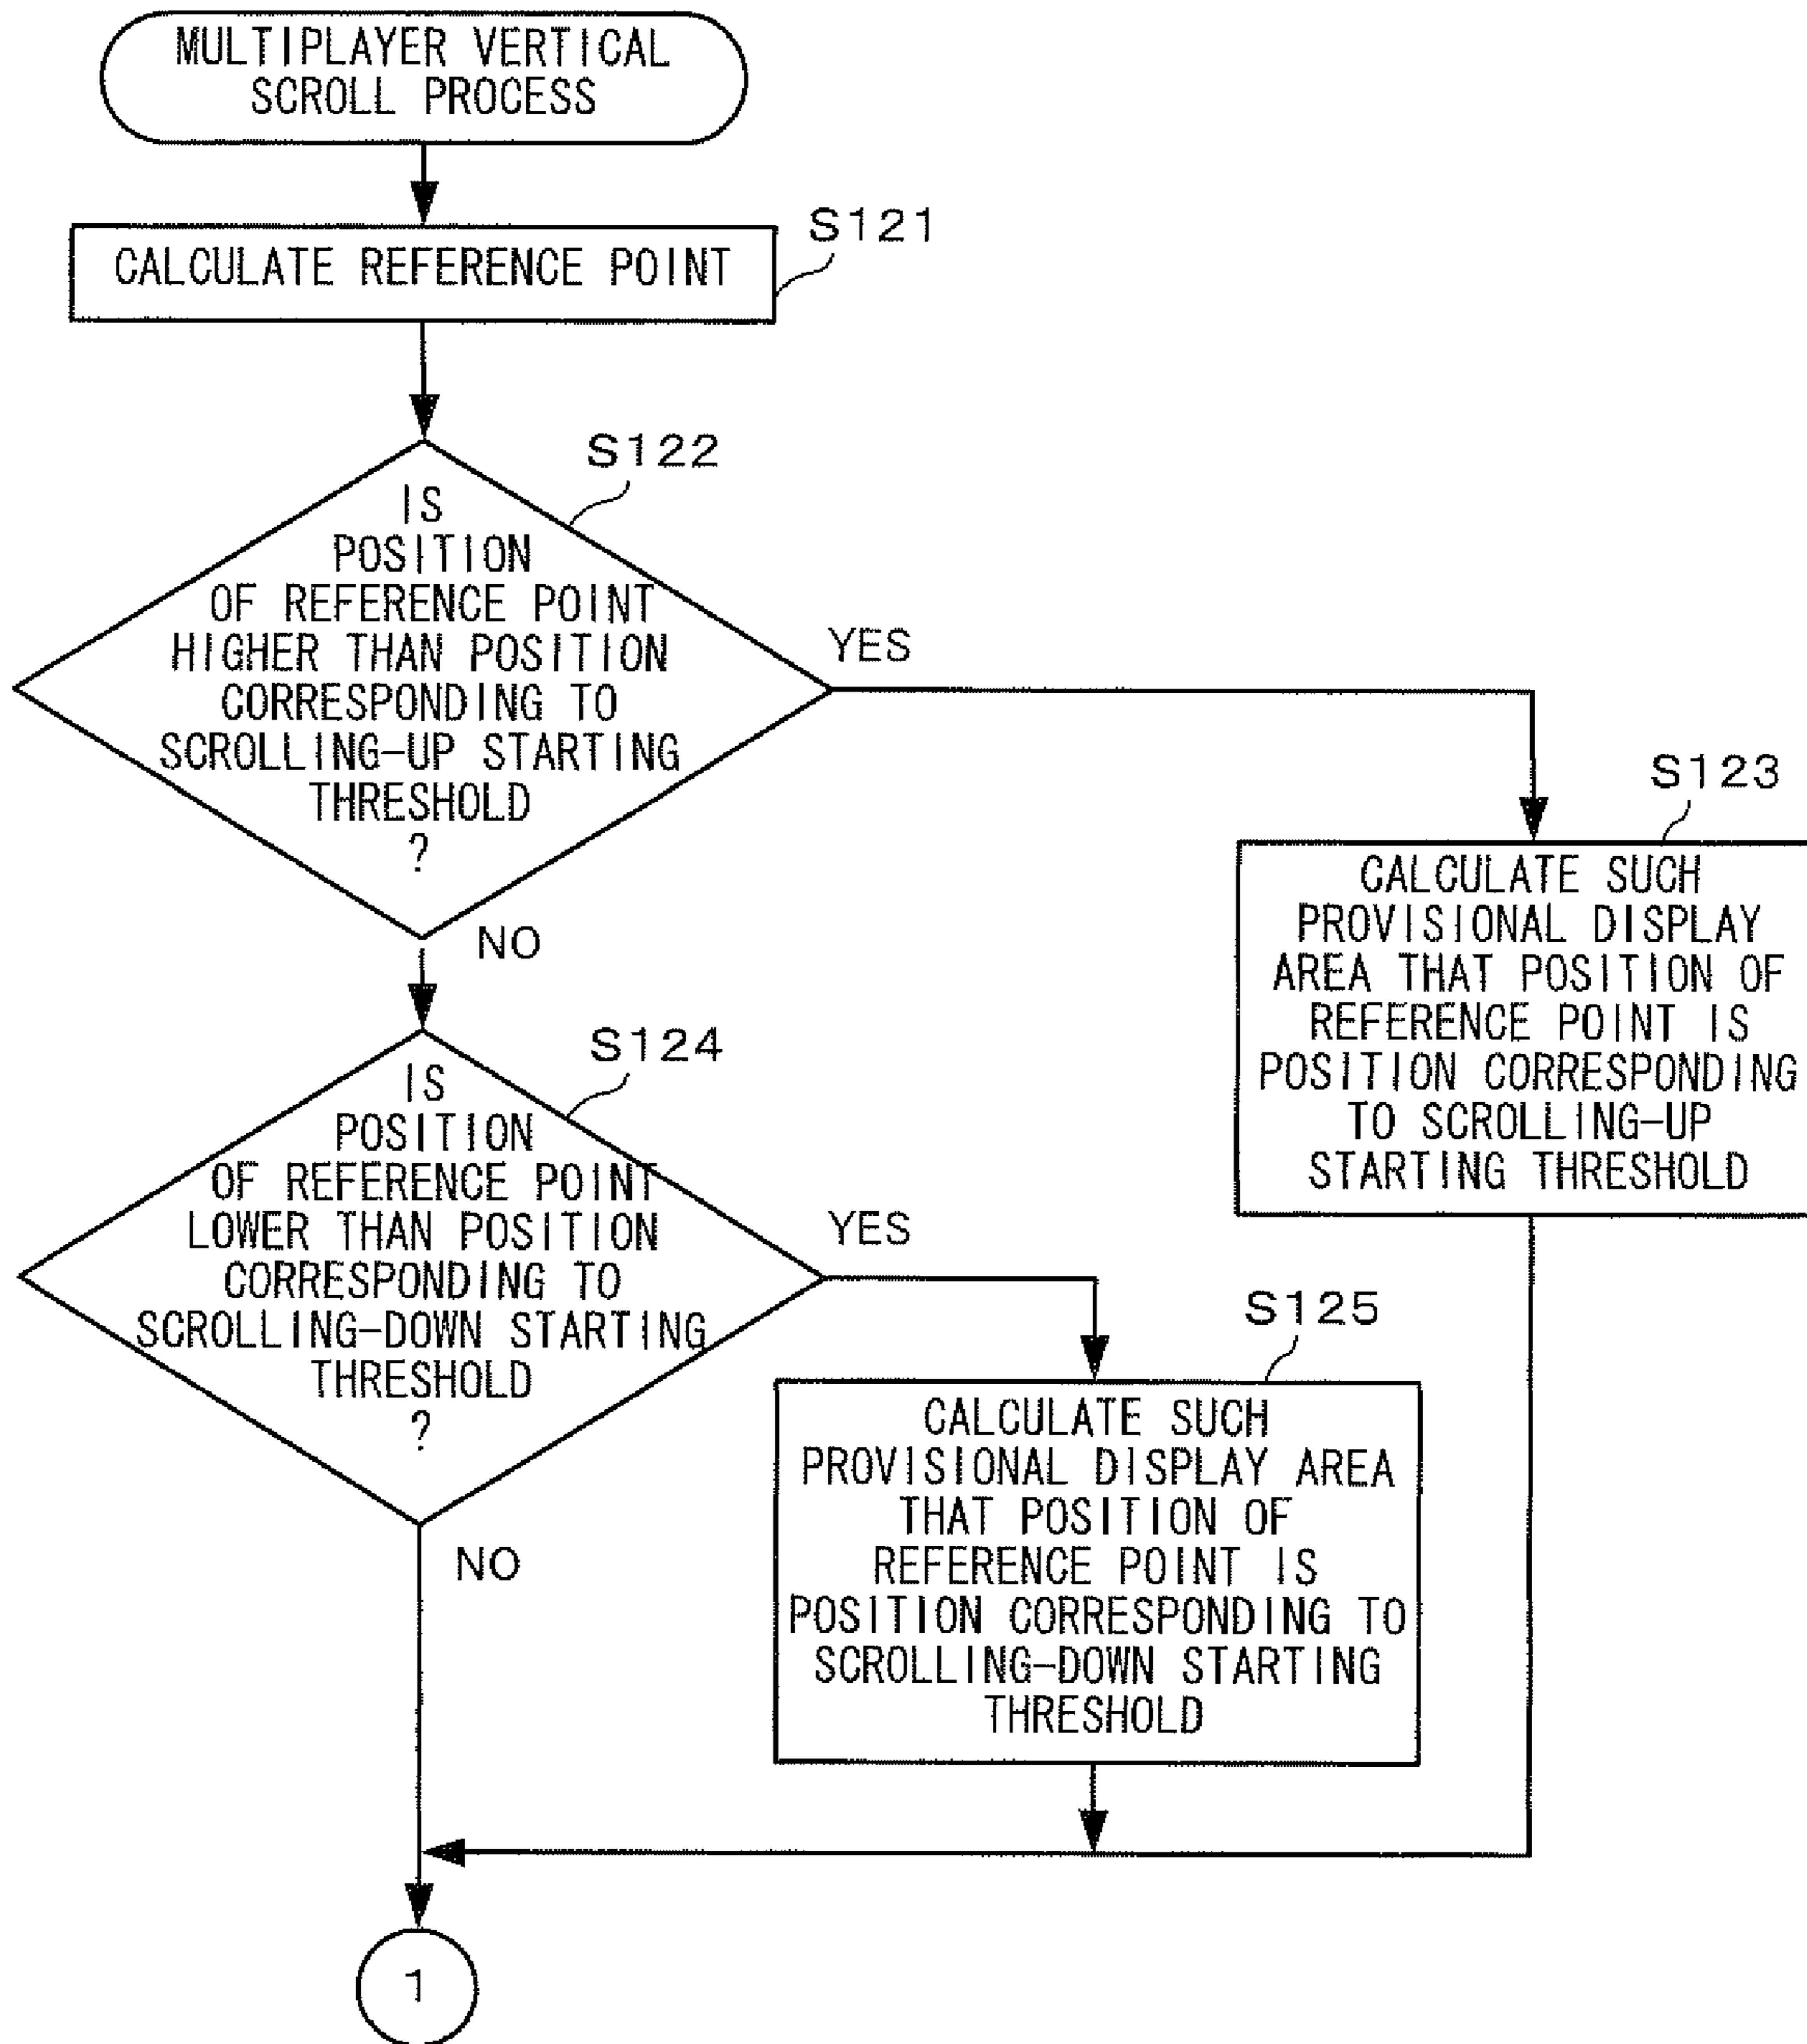 MULTIPLAYER VERTICAL
SCROLL PROCESS
S121
CALCULATE REFERENCE POINT
S122
IS
POSITION
OF REFERENCE POINT
HIGHER THAN POSITION
CORRESPONDING TO
SCROLLING-UP STARTING
THRESHOLD
?
YES
NO
S123
CALCULATE SUCH
PROVISIONAL DISPLAY
AREA THAT POSITION OF
REFERENCE POINT IS
POSITION CORRESPONDING
TO SCROLLING-UP
STARTING THRESHOLD
S124
IS
POSITION
OF REFERENCE POINT
LOWER THAN POSITION
CORRESPONDING TO
SCROLLING-DOWN STARTING
THRESHOLD
?
YES
NO
S125
CALCULATE SUCH
PROVISIONAL DISPLAY AREA
THAT POSITION OF
REFERENCE POINT IS
POSITION CORRESPONDING TO
SCROLLING-DOWN STARTING
THRESHOLD
1